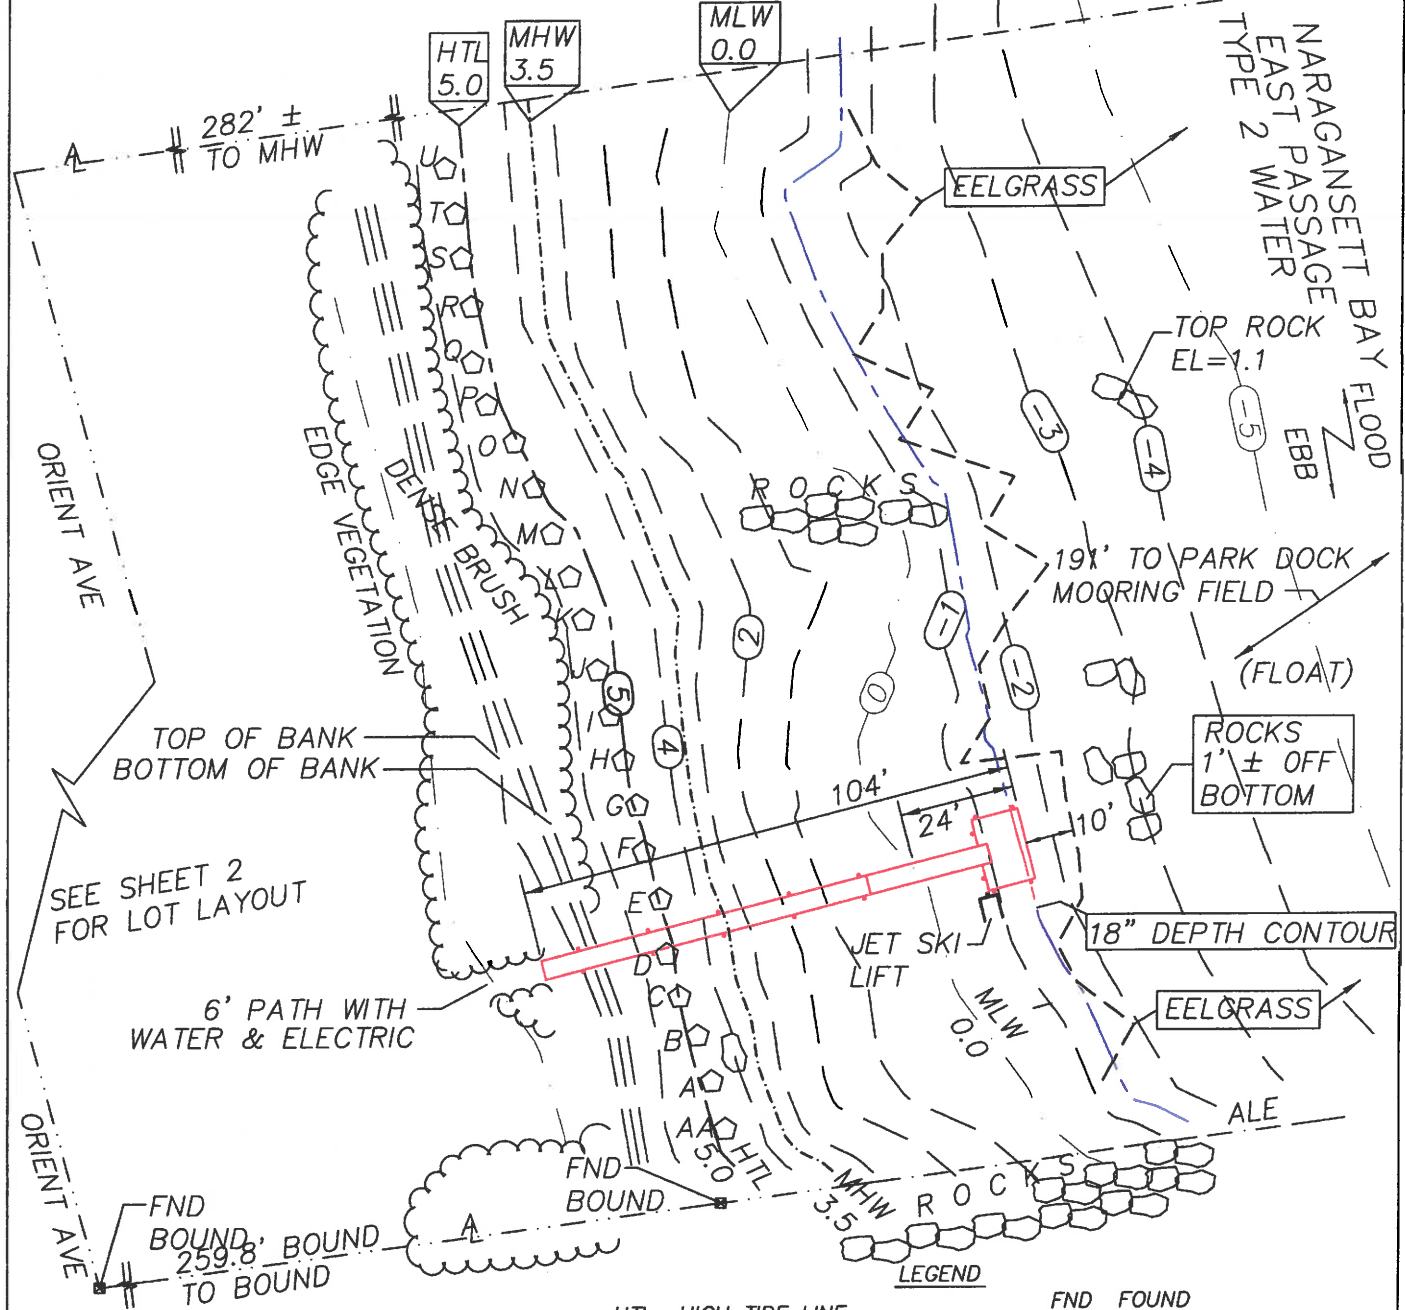 HTL
5.0
MHW
3.5
MLW
0.0
NARAGANSETT BAY
EAST PASSAGE
TYPE 2 WATER
282' ±
TO MHW
EELGRASS
U
T
S
R
Q
P
O
N
M
L
K
J
I
H
G
F
E
D
C
B
A
AA
TOP ROCK
EL=1.1
FLOOD
EBB
-3
-4
-5
ORIENT AVE
EDGE VEGETATION
DENSE BRUSH
ROCKS
191' TO PARK DOCK
MOORING FIELD
(FLOAT)
5
4
2
0
-1
-2
TOP OF BANK
BOTTOM OF BANK
ROCKS
1' ± OFF
BOTTOM
104'
24'
10'
SEE SHEET 2
FOR LOT LAYOUT
JET SKI
LIFT
18" DEPTH CONTOUR
6' PATH WITH
WATER & ELECTRIC
MLW
0.0
EELGRASS
ALE
ORIENT AVE
HTL
5.0
MHW
3.5
ROCKS
FND
BOUND
FND
BOUND
259.8' BOUND
TO BOUND
LEGEND
HTL HIGH TIDE LINE
FND FOUND